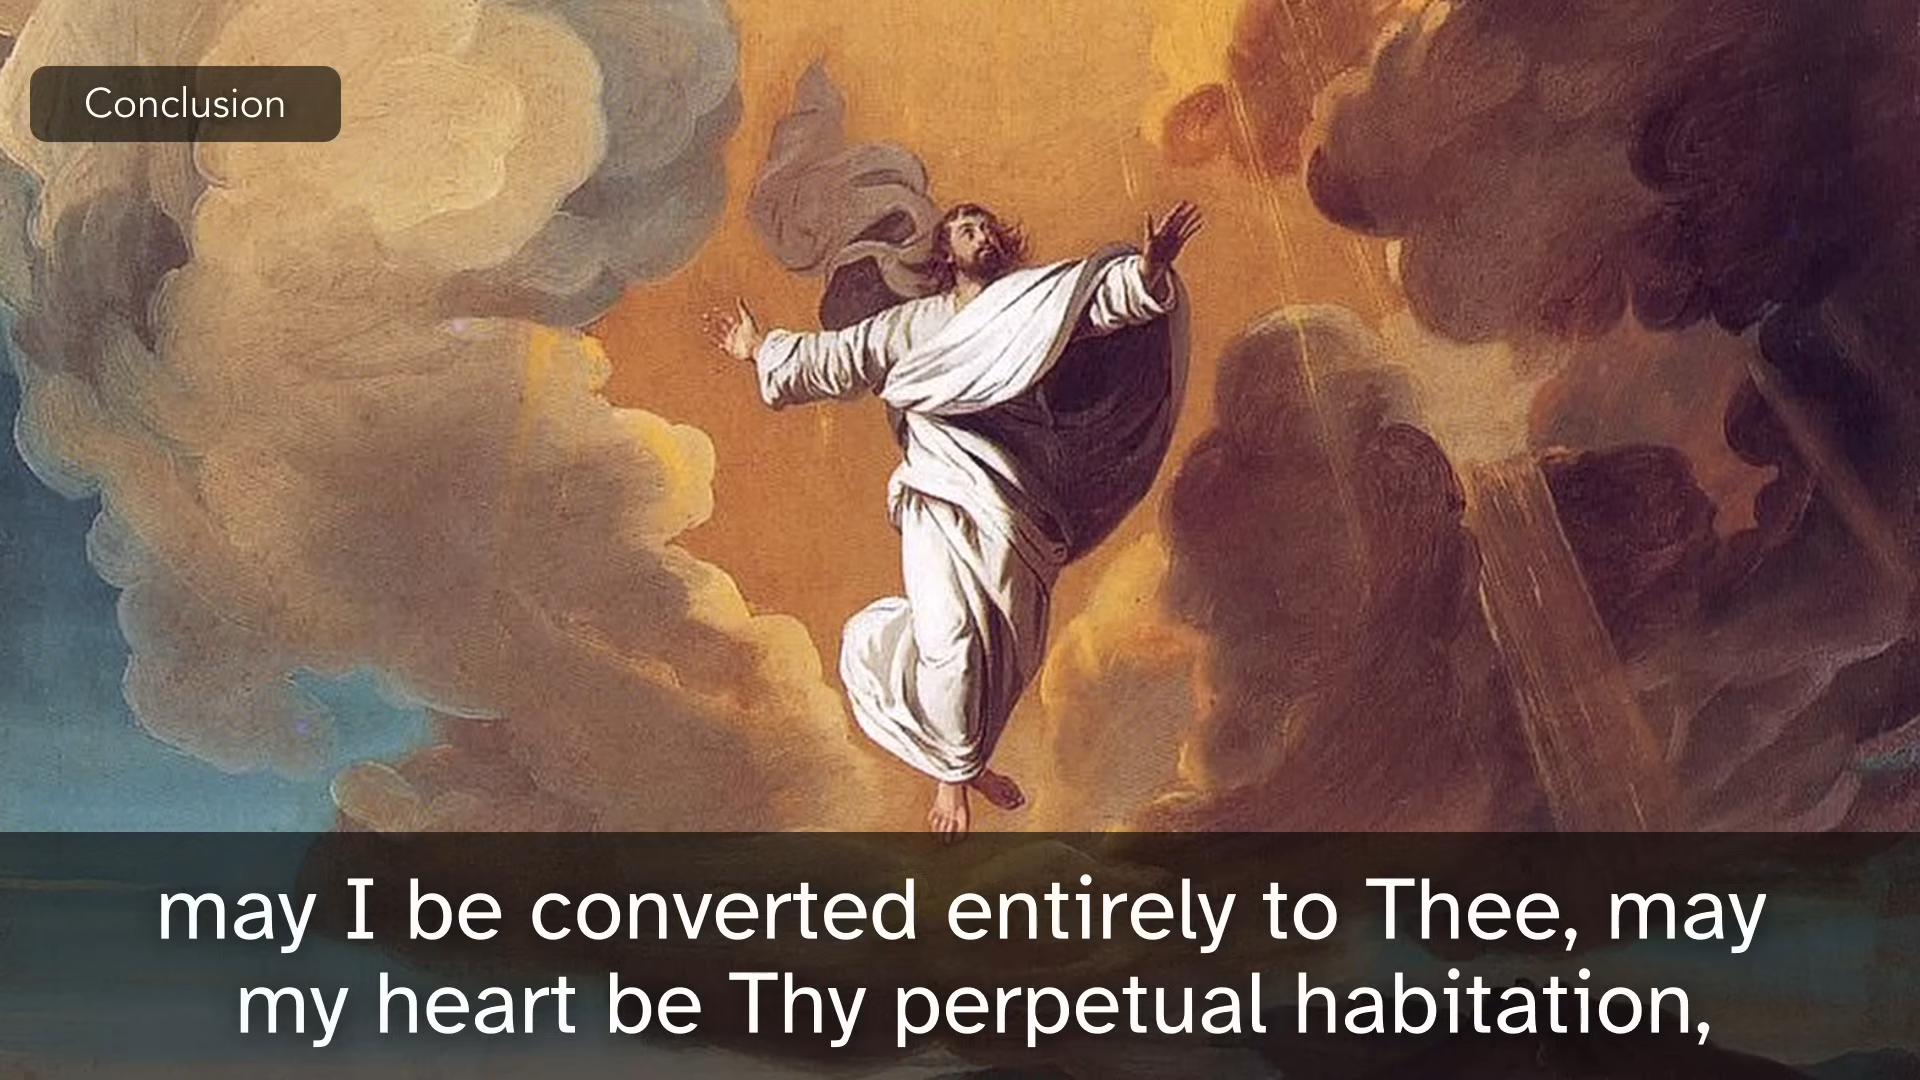 Conclusion
may I be converted entirely to Thee, may
my heart be Thy perpetual habitation,